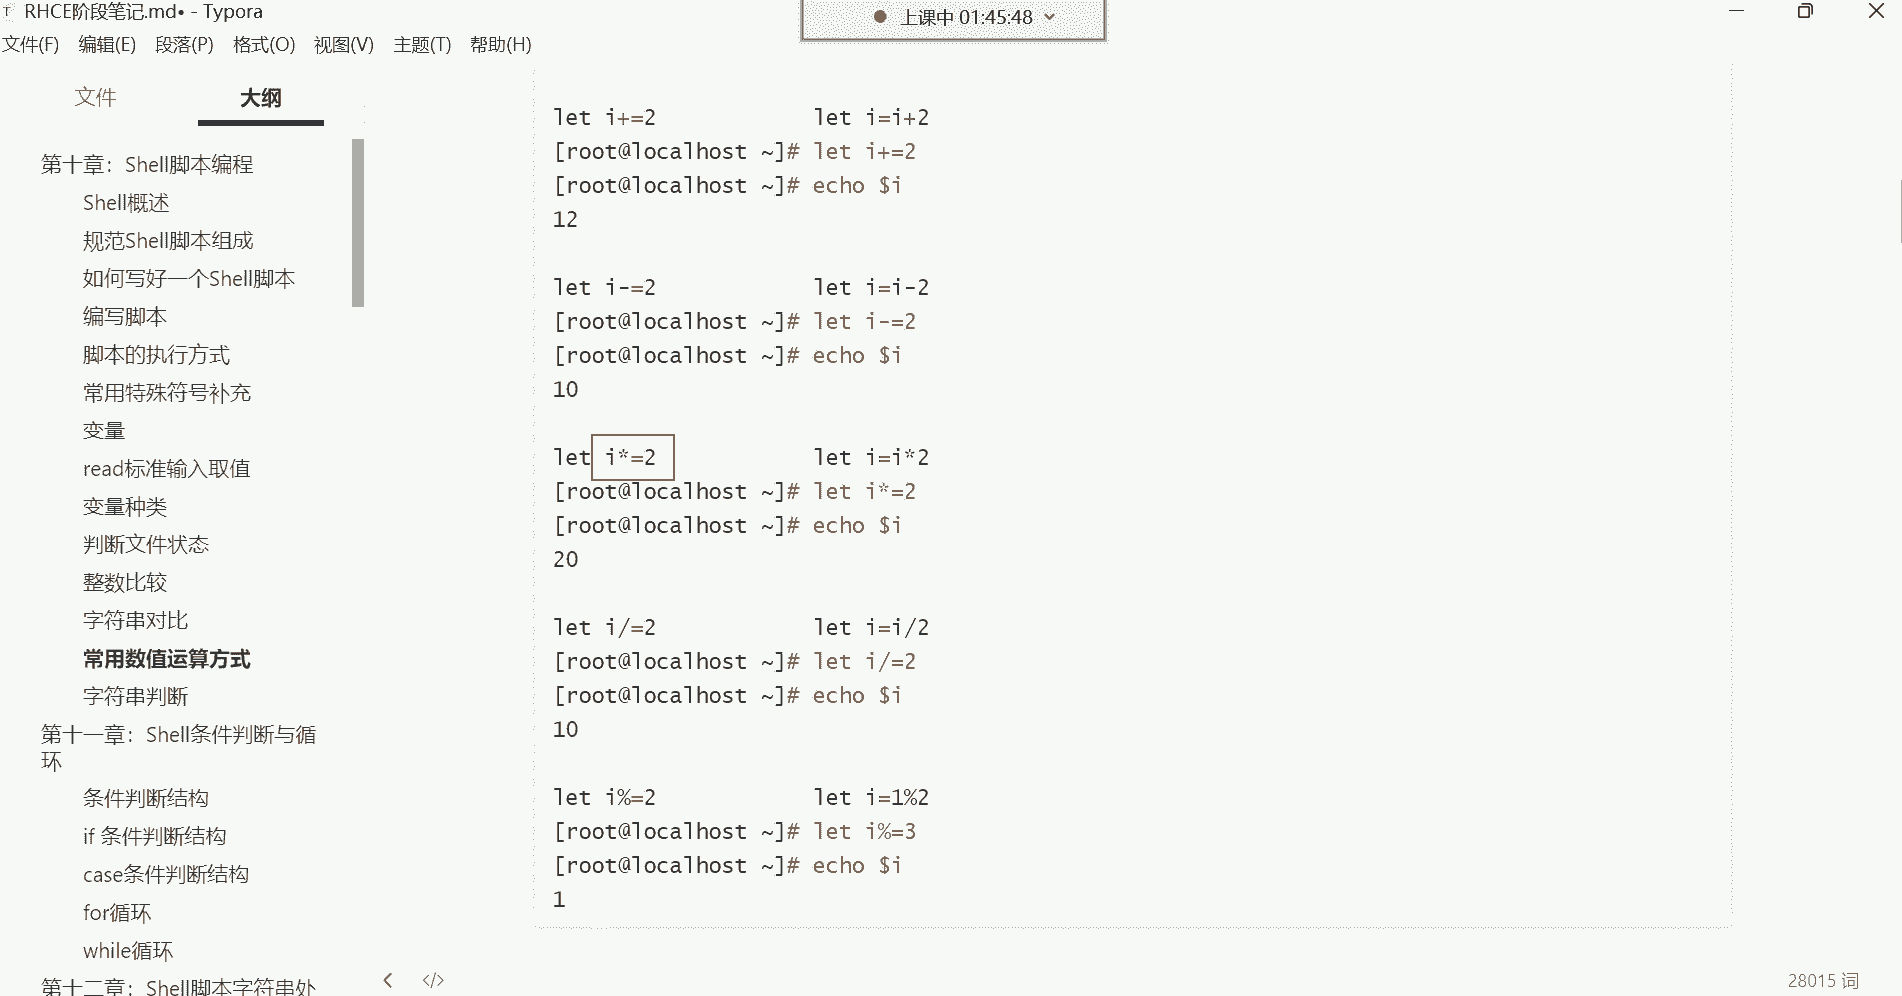 RHCE阶段笔记.md• - Typora
上课中 01:45:48
文件(F) 编辑(E) 段落(P) 格式(O) 视图(V) 主题(T) 帮助(H)
文件 大纲
第十章：Shell脚本编程
Shell概述
规范Shell脚本组成
如何写好一个Shell脚本
编写脚本
脚本的执行方式
常用特殊符号补充
变量
read标准输入取值
变量种类
判断文件状态
整数比较
字符串对比
常用数值运算方式
字符串判断
第十一章：Shell条件判断与循
环
条件判断结构
if 条件判断结构
case条件判断结构
for循环
while循环
第十二章：Shell脚本字符串处
let i+=2 let i=i+2
[root@localhost ~]# let i+=2
[root@localhost ~]# echo $i
12
let i-=2 let i=i-2
[root@localhost ~]# let i-=2
[root@localhost ~]# echo $i
10
let i*=2 let i=i*2
[root@localhost ~]# let i*=2
[root@localhost ~]# echo $i
20
let i/=2 let i=i/2
[root@localhost ~]# let i/=2
[root@localhost ~]# echo $i
10
let i%=2 let i=1%2
[root@localhost ~]# let i%=3
[root@localhost ~]# echo $i
1
28015 词